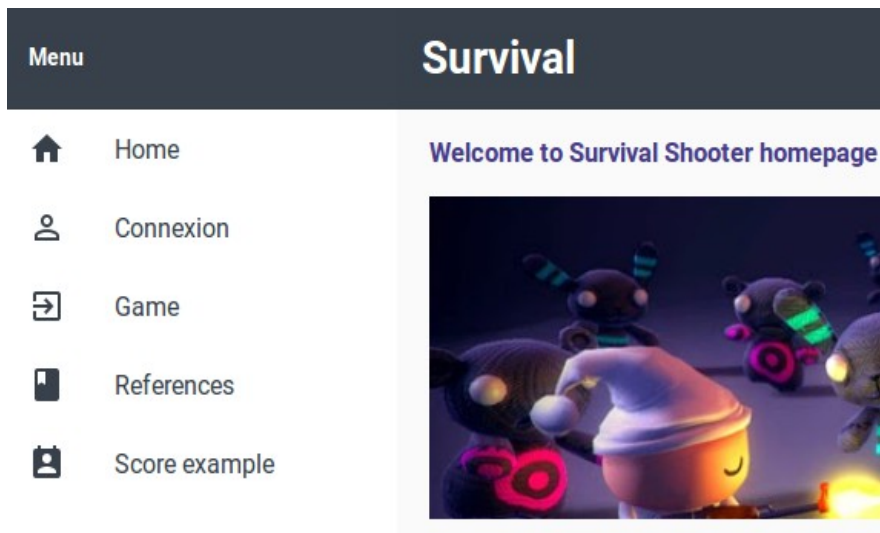 Menu
Survival
Home
Connexion
Game
References
Score example
Welcome to Survival Shooter homepage